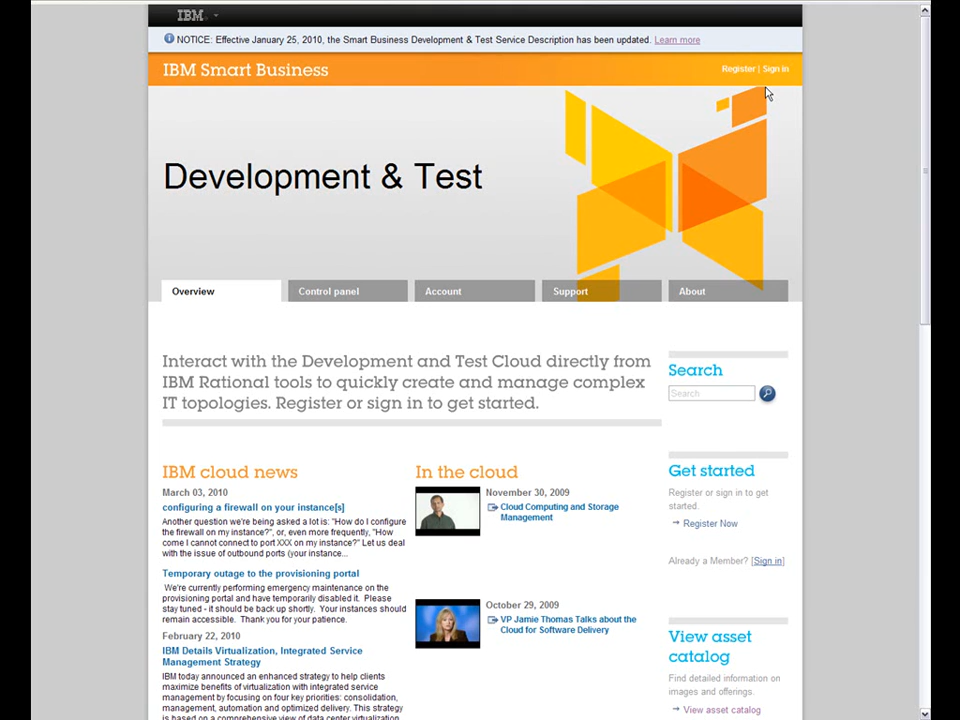 IBM
NOTICE: Effective January 25, 2010, the Smart Business Development & Test Service Description has been updated. Learn more
IBM Smart Business
Register | Sign in
Development & Test
Overview
Control panel
Account
Support
About
Interact with the Development and Test Cloud directly from
IBM Rational tools to quickly create and manage complex
IT topologies. Register or sign in to get started.
IBM cloud news
March 03, 2010
configuring a firewall on your instance[s]
Another question we're being asked a lot is: "How do I configure
the firewall on my instance?", or, even more frequently, "How
come I cannot connect to port XXX on my instance?" Let us deal
with the issue of outbound ports (your instance...
Temporary outage to the provisioning portal
We're currently performing emergency maintenance on the
provisioning portal and have temporarily disabled it. Please
stay tuned - it should be back up shortly. Your instances should
remain accessible. Thank you for your patience.
February 22, 2010
IBM Details Virtualization, Integrated Service
Management Strategy
IBM today announced an enhanced strategy to help clients
maximize benefits of virtualization with integrated service
management by focusing on four key priorities: consolidation,
management, automation and optimized delivery. This strategy
is based on a comprehensive view of data center virtualization
In the cloud
November 30, 2009
Cloud Computing and Storage
Management
October 29, 2009
VP Jamie Thomas Talks about the
Cloud for Software Delivery
Search
Search
Get started
Register or sign in to get
started.
Register Now
Already a Member? [Sign in]
View asset
catalog
Find detailed information on
images and offerings.
View asset catalog